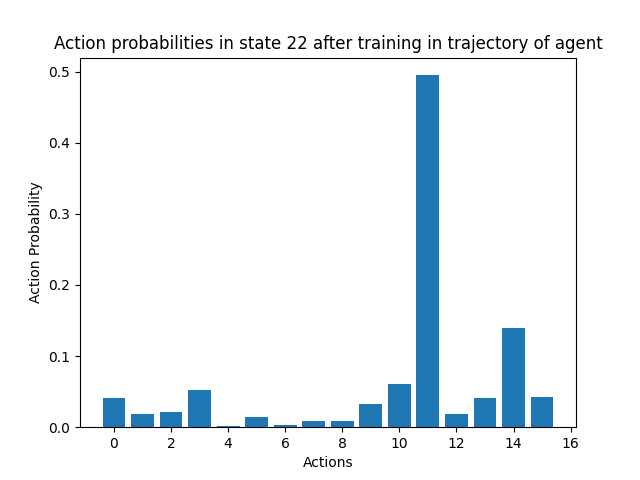 Action probabilities in state 22 after training in trajectory of agent
0.5
0.4
0.3
0.2
0.1
0.0
Action Probability
0 2 4 6 8 10 12 14 16
Actions